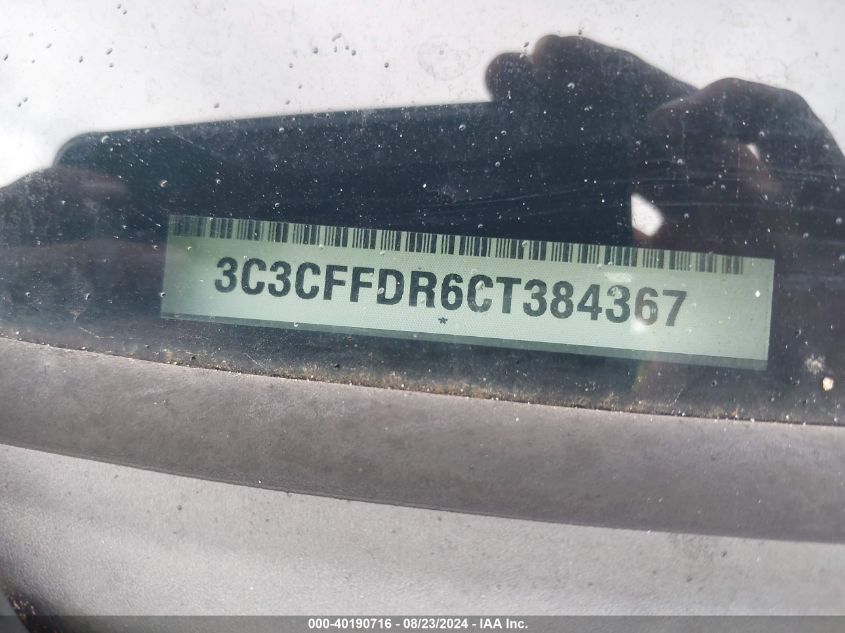 3C3CFFDR6CT384367
*
000-40190716 - 08/23/2024 - IAA Inc.